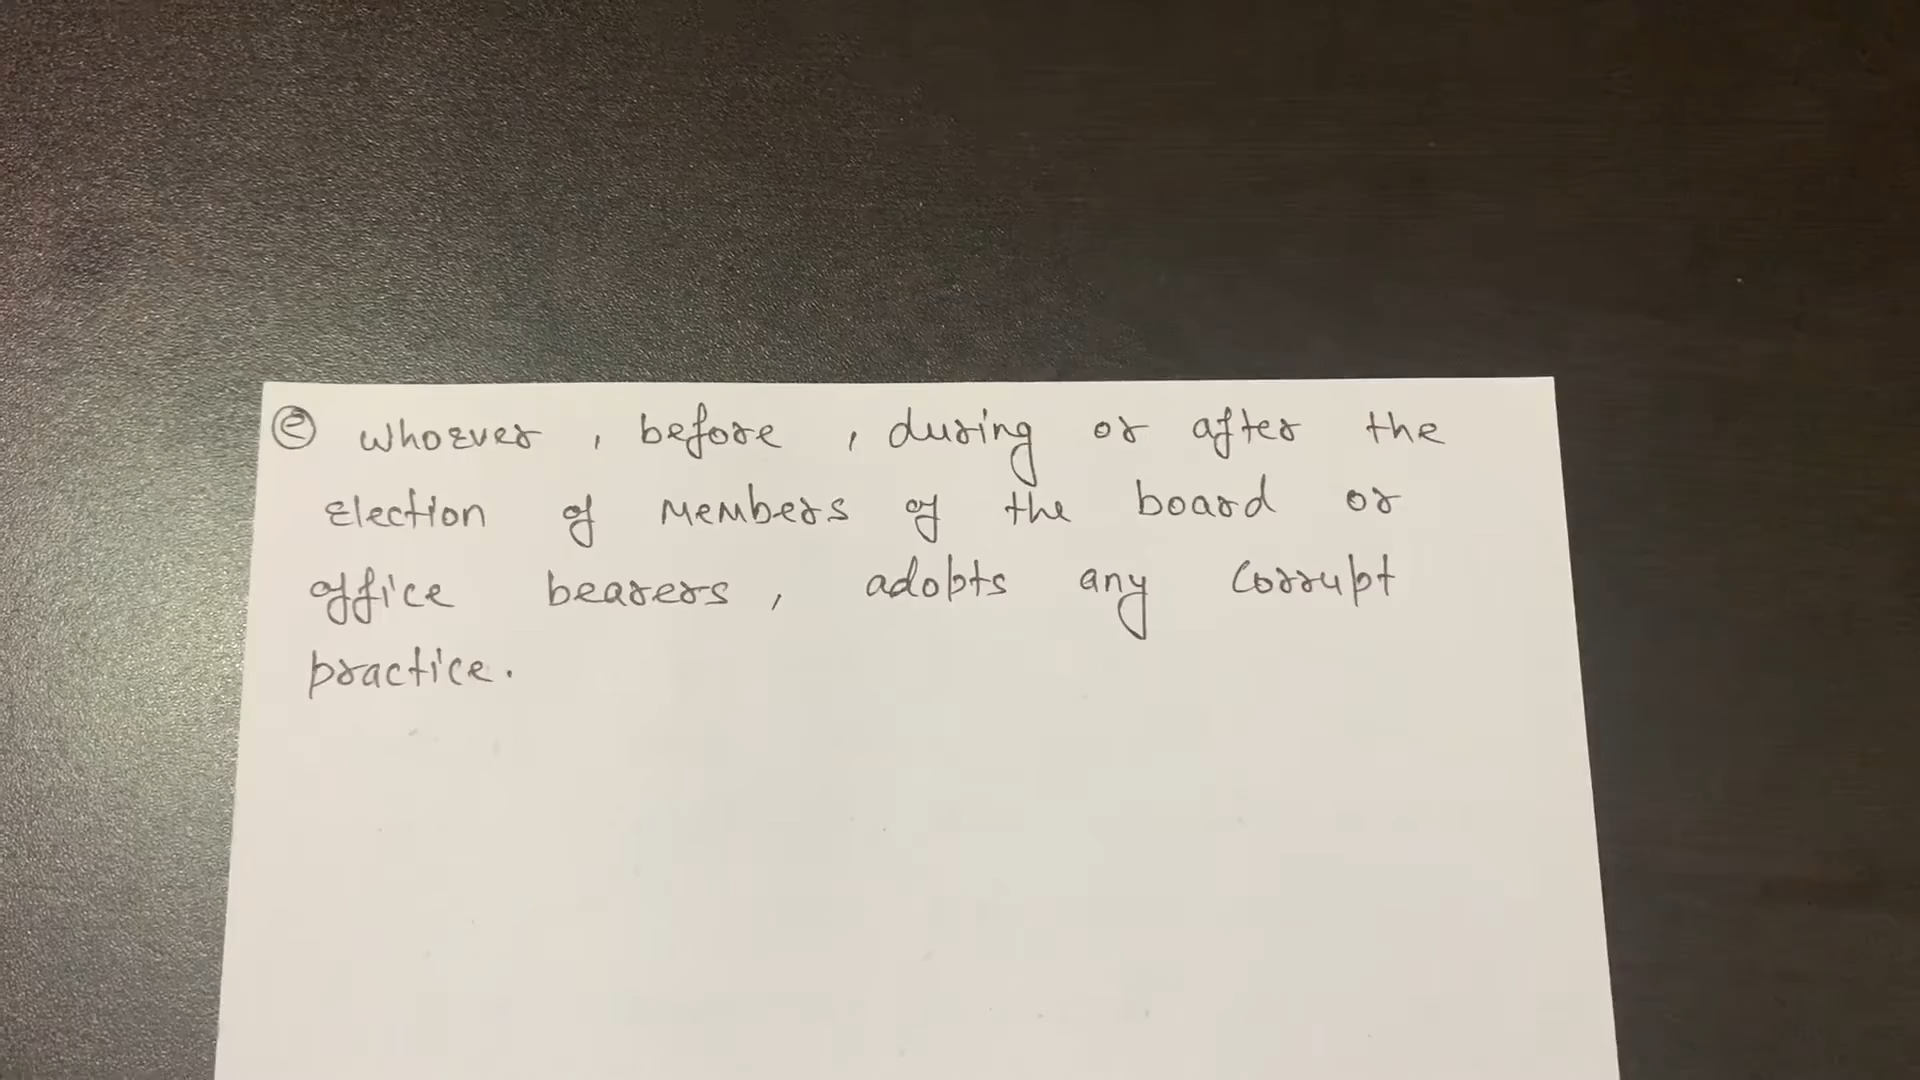 ⓔ whoever , before , during or after the
Election of Members of the board or
office bearers , adopts any corrupt
practice .